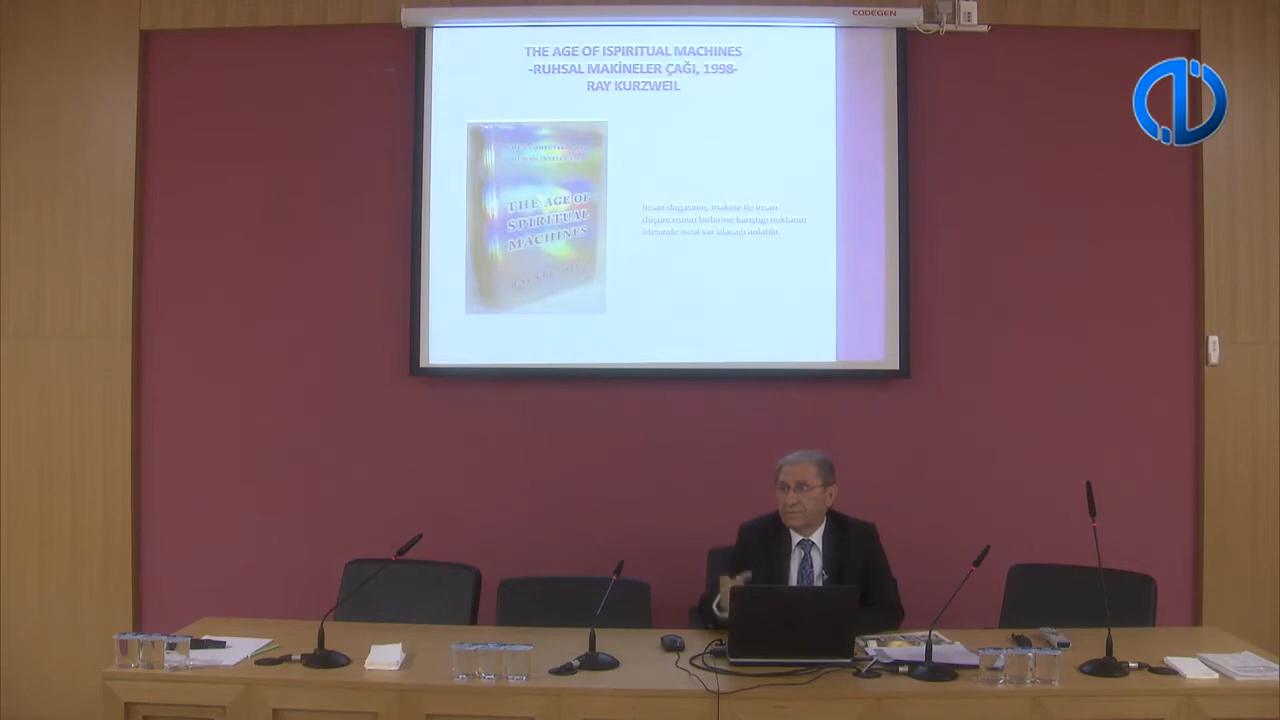 CODEGEN
THE AGE OF ISPIRITUAL MACHINES
-RUHSAL MAKİNELER ÇAĞI, 1998-
RAY KURZWEIL
THE AGE OF
SPIRITUAL
MACHINES
İnsan doğasının, makine ile insan
düşüncesinin birbirine karıştığı noktanın
ötesinde nasıl var olacağı anlatılır.